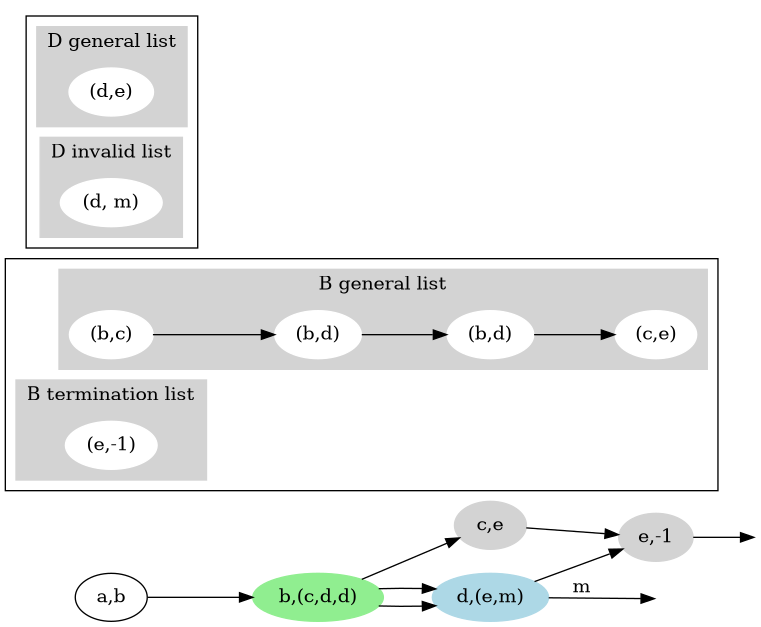 D general list
(d,e)
D invalid list
(d, m)
B general list
(b,c) (b,d) (b,d) (c,e)
B termination list
(e,-1)
c,e
e,-1
m
a,b b,(c,d,d) d,(e,m)